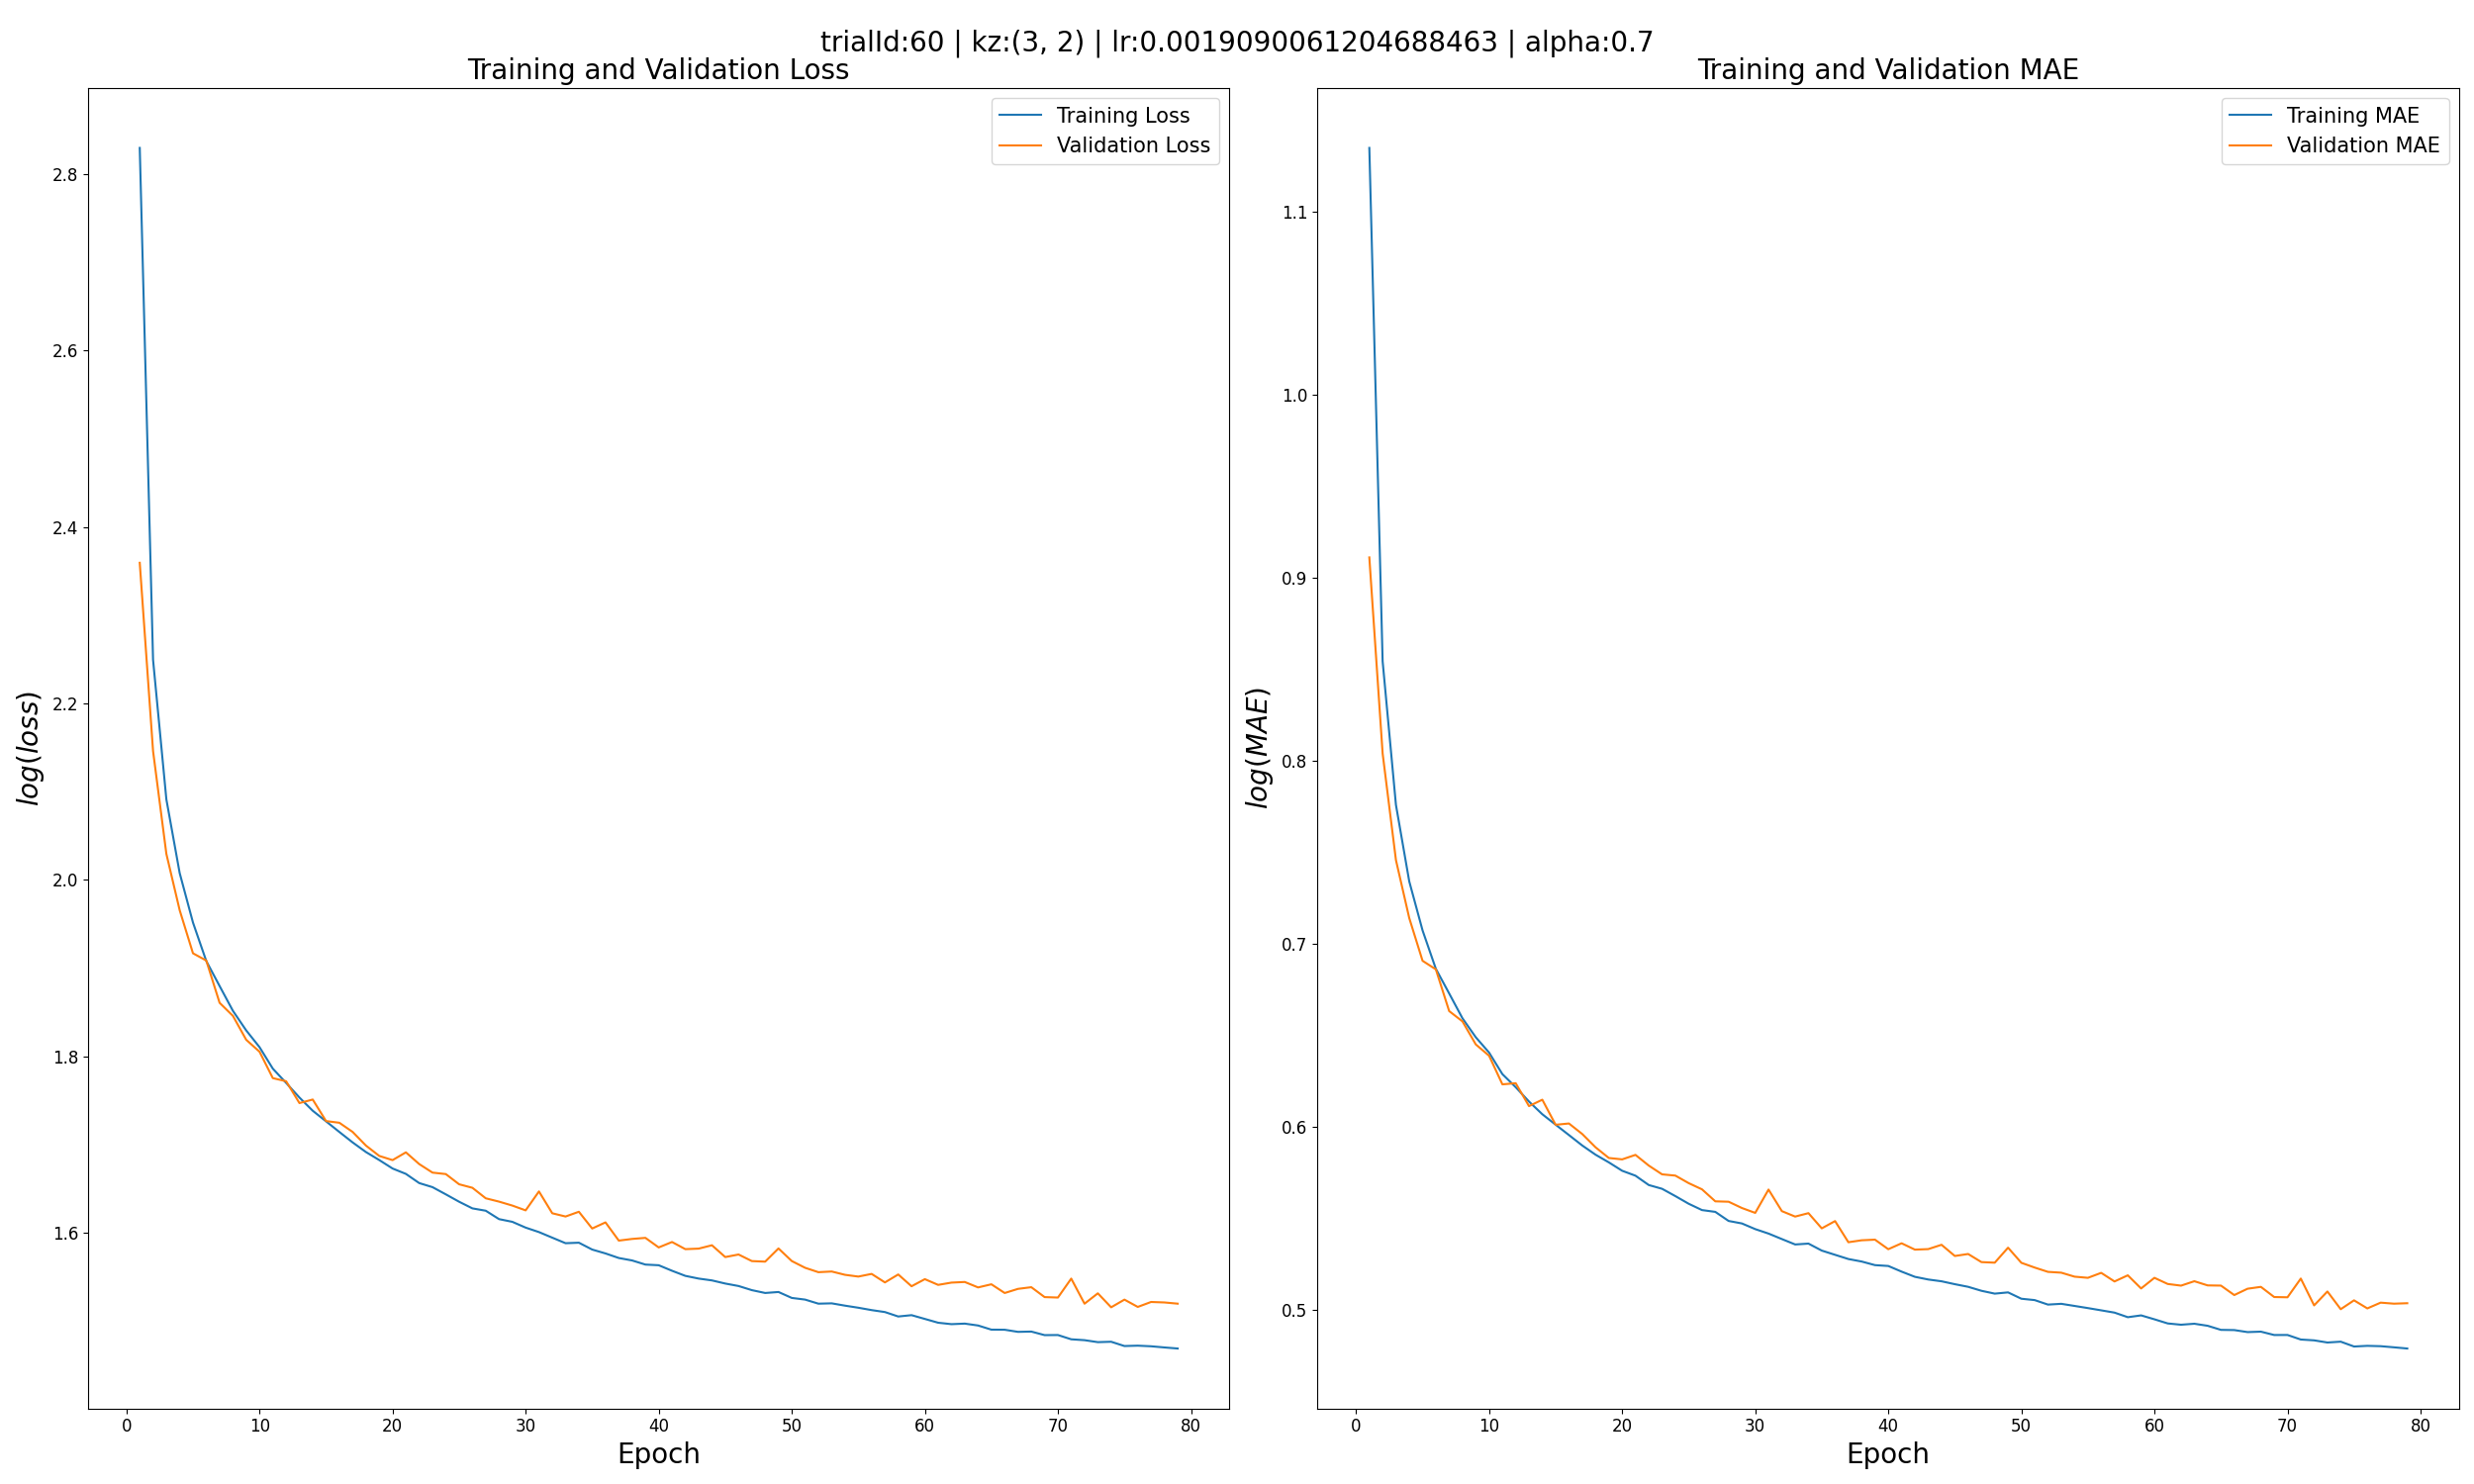 trialId:60 | kz:(3, 2) | lr:0.0019090061204688463 | alpha:0.7
Training and Validation Loss
Training Loss
Validation Loss
2.8
2.6
2.4
2.2
2.0
1.8
1.6
log(loss)
0 10 20 30 40 50 60 70 80
Epoch
Training and Validation MAE
Training MAE
Validation MAE
1.1
1.0
0.9
0.8
0.7
0.6
0.5
log(MAE)
0 10 20 30 40 50 60 70 80
Epoch